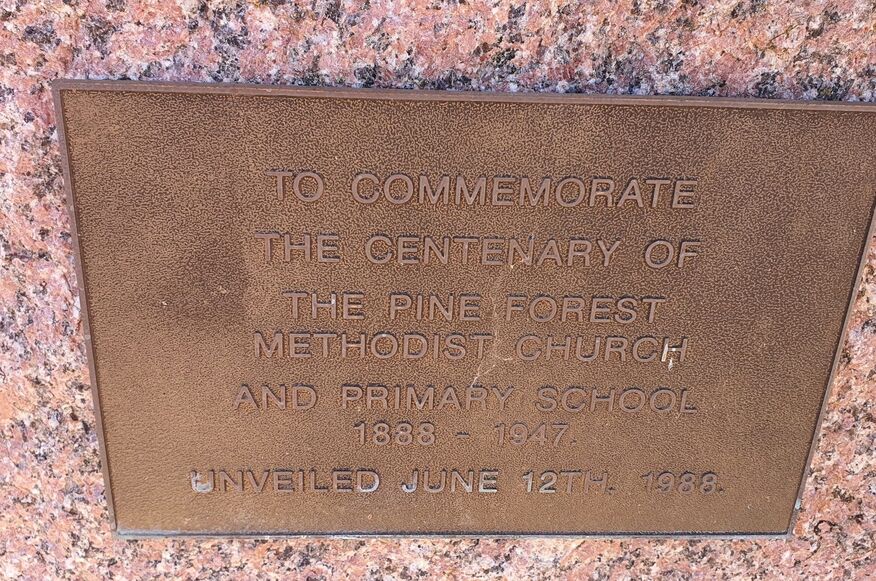 TO COMMEMORATE
THE CENTENARY OF
THE PINE FOREST
METHODIST CHURCH
AND PRIMARY SCHOOL
1888 - 1947.
UNVEILED JUNE 12TH. 1988.